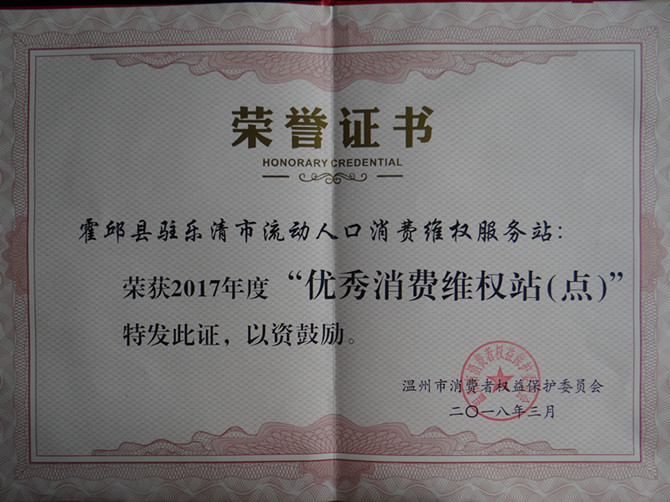 荣誉证书
HONORARY CREDENTIAL
霍邱县驻乐清市流动人口消费维权服务站：
荣获2017年度“优秀消费维权站(点)”
特发此证，以资鼓励。
温州市消费者权益保护委员会
二〇一八年三月